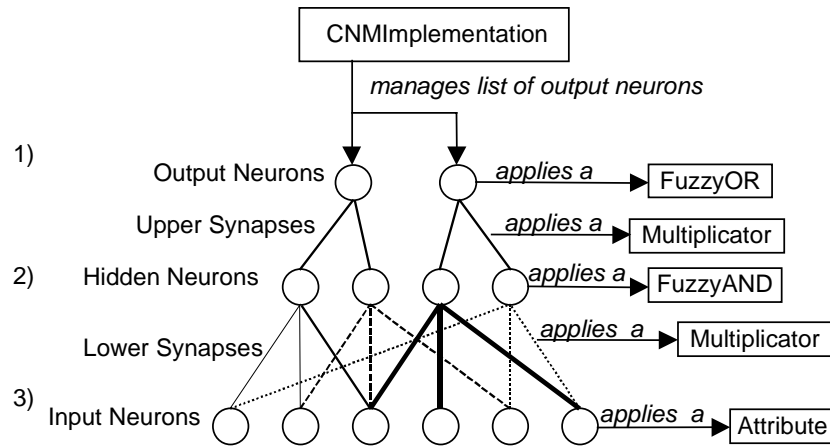 CNMImplementation
manages list of output neurons
1)
Output Neurons
applies a
FuzzyOR
Upper Synapses
applies a
Multiplicator
2)
Hidden Neurons
applies a
FuzzyAND
Lower Synapses
applies a
Multiplicator
3)
Input Neurons
applies a
Attribute